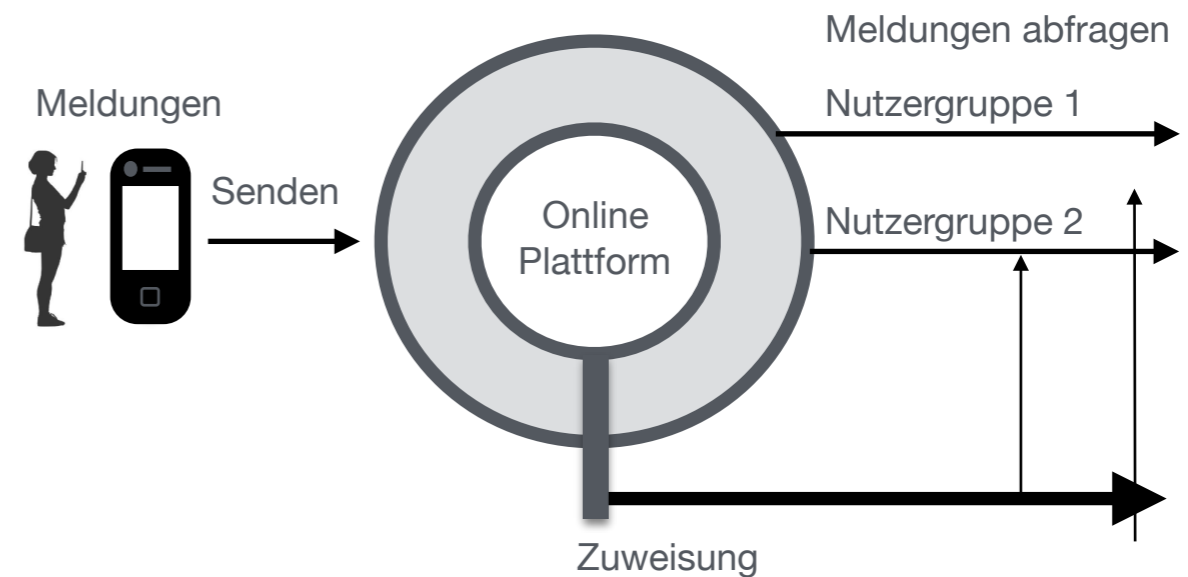 Meldungen abfragen
Meldungen
Nutzergruppe 1
Senden
Online
Plattform
Nutzergruppe 2
Zuweisung